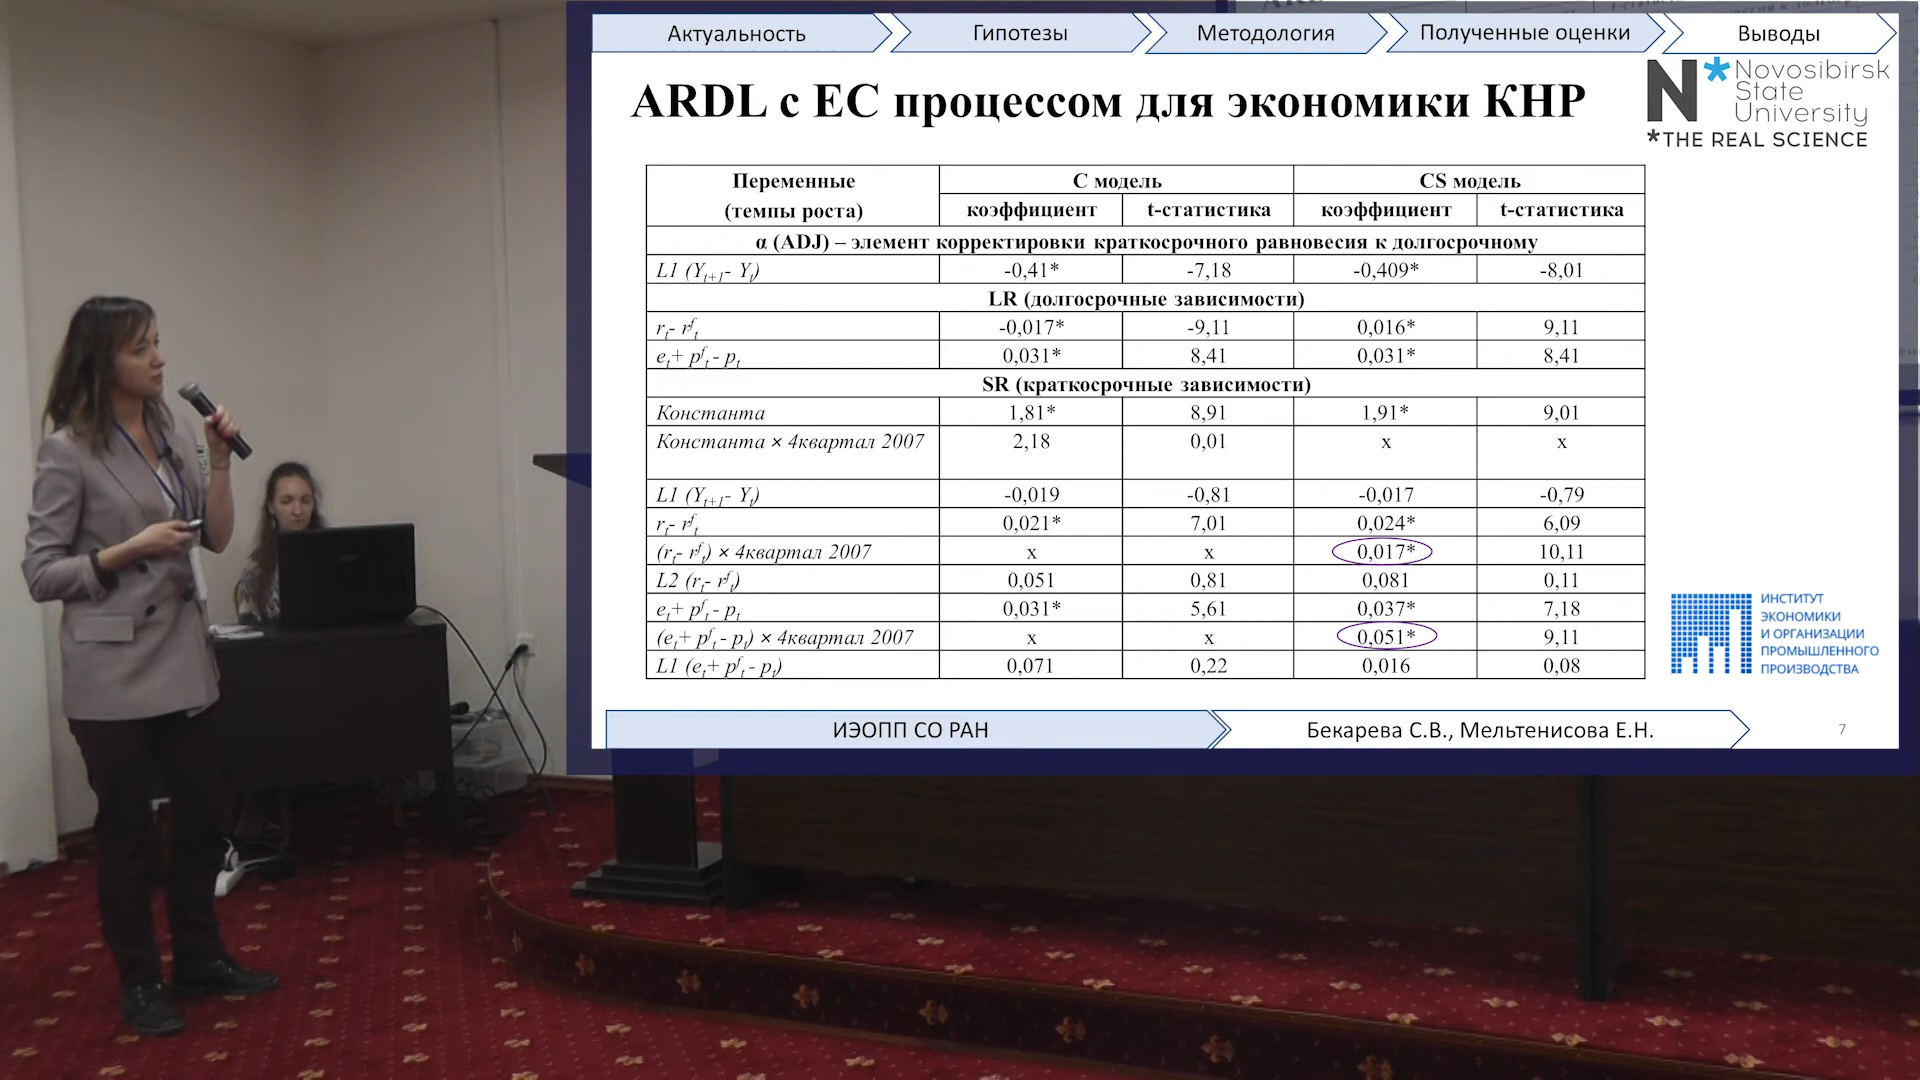 Актуальность
Гипотезы
Методология
Полученные оценки
Выводы
ARDL с ЕС процессом для экономики КНР
N* Novosibirsk
State
University
*THE REAL SCIENCE
Переменные (темпы роста) С модель CS модель
коэффициент t-статистика коэффициент t-статистика
α (ADJ) – элемент корректировки краткосрочного равновесия к долгосрочному
L1 (Yt+1- Yt) -0,41* -7,18 -0,409* -8,01
LR (долгосрочные зависимости)
rt- rft -0,017* -9,11 0,016* 9,11
et+ pft - pt 0,031* 8,41 0,031* 8,41
SR (краткосрочные зависимости)
Константа 1,81* 8,91 1,91* 9,01
Константа × 4квартал 2007 2,18 0,01 x x
L1 (Yt+1- Yt) -0,019 -0,81 -0,017 -0,79
rt- rft 0,021* 7,01 0,024* 6,09
(rt- rft) × 4квартал 2007 x x 0,017* 10,11
L2 (rt- rft) 0,051 0,81 0,081 0,11
et+ pft - pt 0,031* 5,61 0,037* 7,18
(et+ pft - pt) × 4квартал 2007 x x 0,051* 9,11
L1 (et+ pft - pt) 0,071 0,22 0,016 0,08
ИНСТИТУТ
ЭКОНОМИКИ
И ОРГАНИЗАЦИИ
ПРОМЫШЛЕННОГО
ПРОИЗВОДСТВА
ИЭОПП СО РАН
Бекарева С.В., Мельтенисова Е.Н.
7